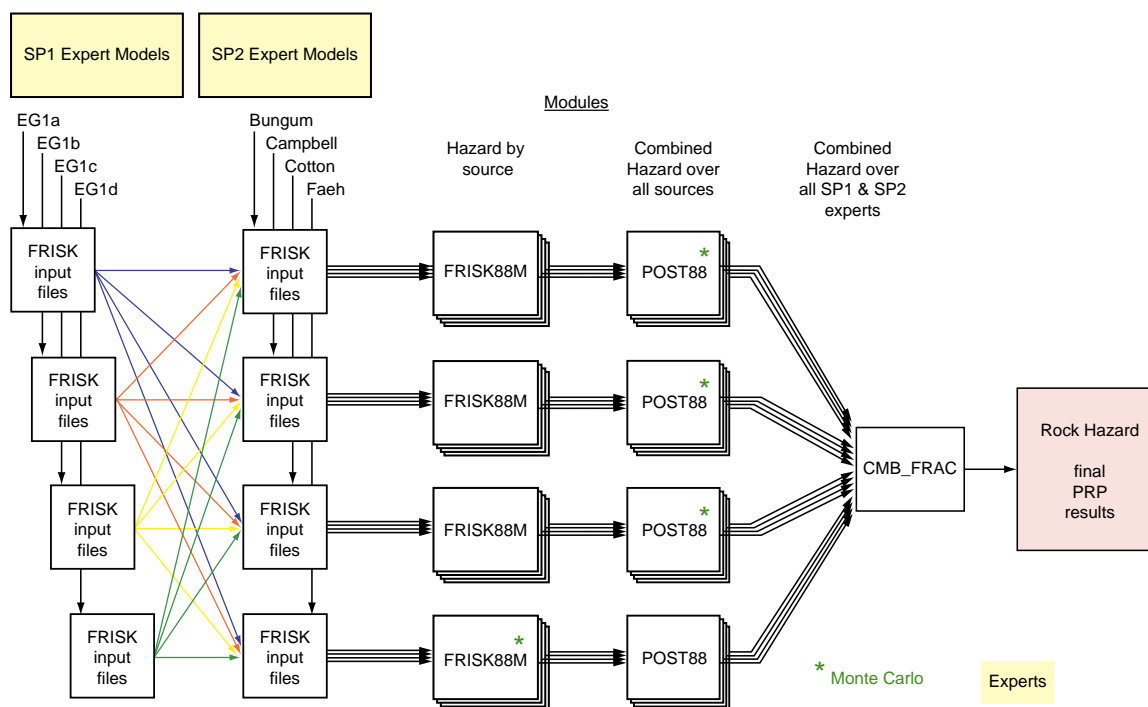 SP1 Expert Models
SP2 Expert Models
Modules
EG1a
EG1b
EG1c
EG1d
Bungum
Campbell
Cotton
Faeh
Hazard by
source
Combined
Hazard over
all sources
Combined
Hazard over
all SP1 & SP2
experts
FRISK
input
files
FRISK
input
files
FRISK88M
POST88
*
FRISK
input
files
FRISK
input
files
FRISK88M
POST88
*
CMB_FRAC
Rock Hazard
final
PRP
results
FRISK
input
files
FRISK
input
files
FRISK88M
POST88
*
FRISK
input
files
FRISK
input
files
FRISK88M
*
POST88
* Monte Carlo
Experts